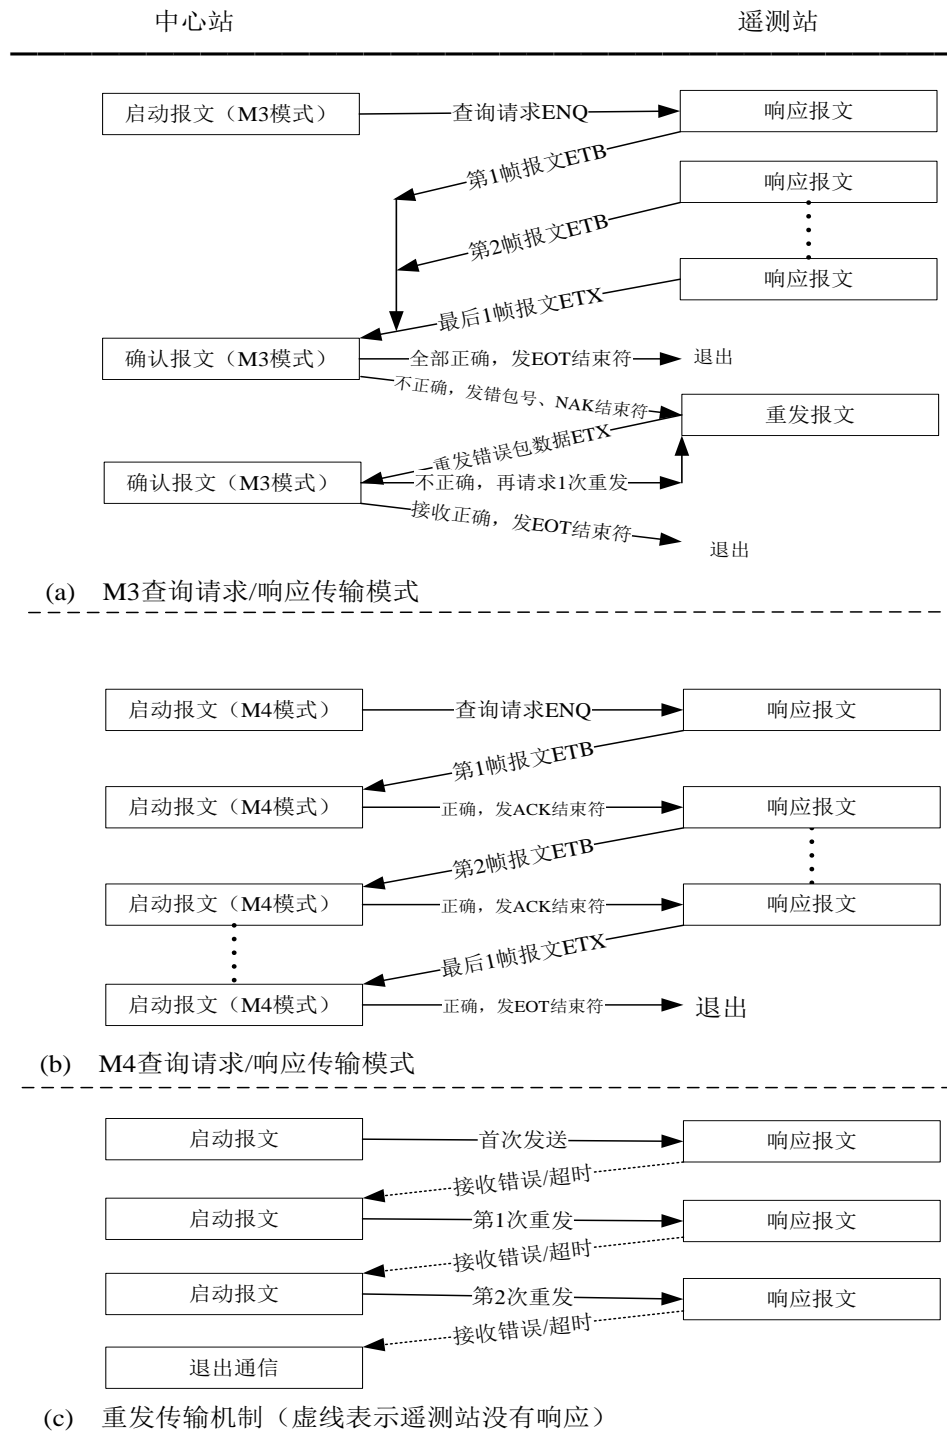 中心站
遥测站
启动报文（M3模式）
查询请求ENQ
响应报文
第1帧报文ETB
响应报文
第2帧报文ETB
响应报文
最后1帧报文ETX
确认报文（M3模式）
全部正确，发EOT结束符
退出
不正确，发错包号、NAK结束符
重发报文
重发错误包数据ETX
确认报文（M3模式）
不正确，再请求1次重发
接收正确，发EOT结束符
退出
(a) M3查询请求/响应传输模式
启动报文（M4模式）
查询请求ENQ
响应报文
第1帧报文ETB
启动报文（M4模式）
正确，发ACK结束符
响应报文
第2帧报文ETB
启动报文（M4模式）
正确，发ACK结束符
响应报文
最后1帧报文ETX
启动报文（M4模式）
正确，发EOT结束符
退出
(b) M4查询请求/响应传输模式
启动报文
首次发送
响应报文
接收错误/超时
启动报文
第1次重发
响应报文
接收错误/超时
启动报文
第2次重发
响应报文
接收错误/超时
退出通信
(c) 重发传输机制（虚线表示遥测站没有响应）